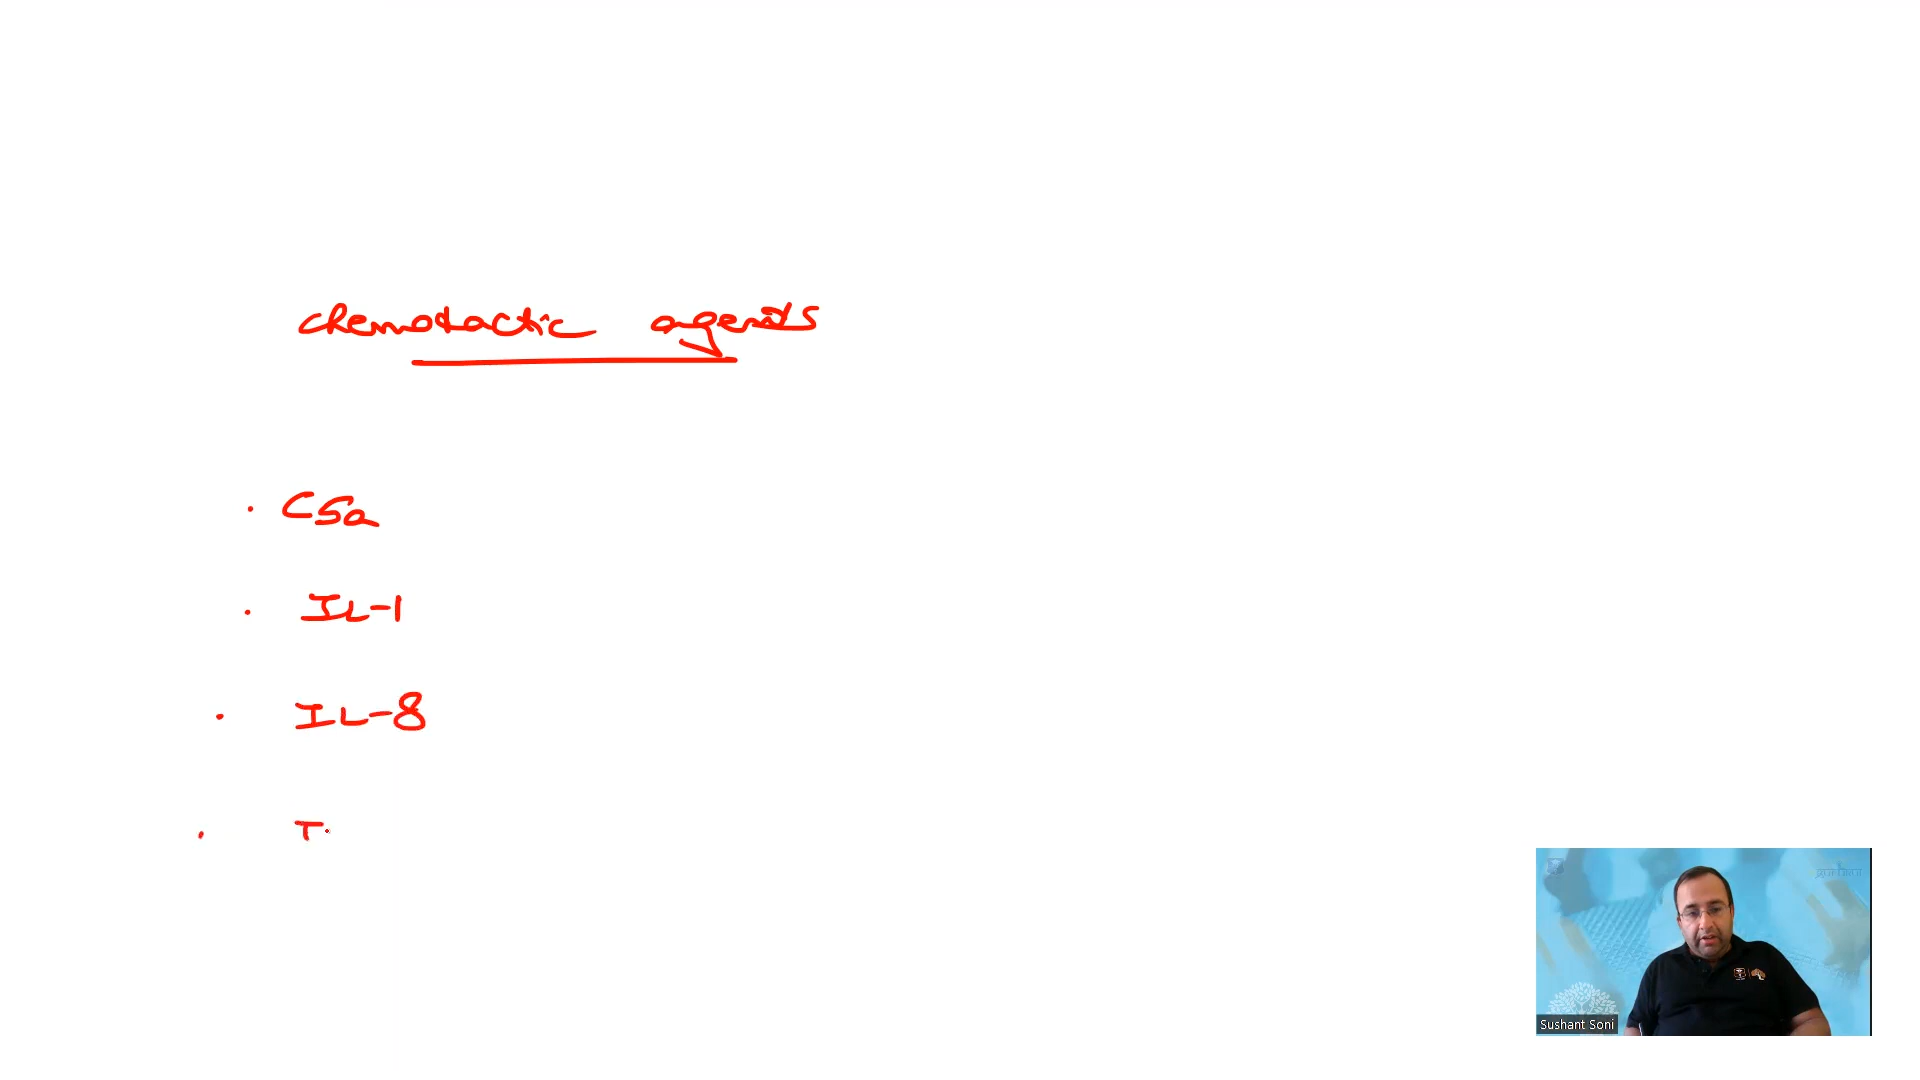 chemotactic agents
· C5a
· IL-1
· IL-8
· T
Sushant Soni